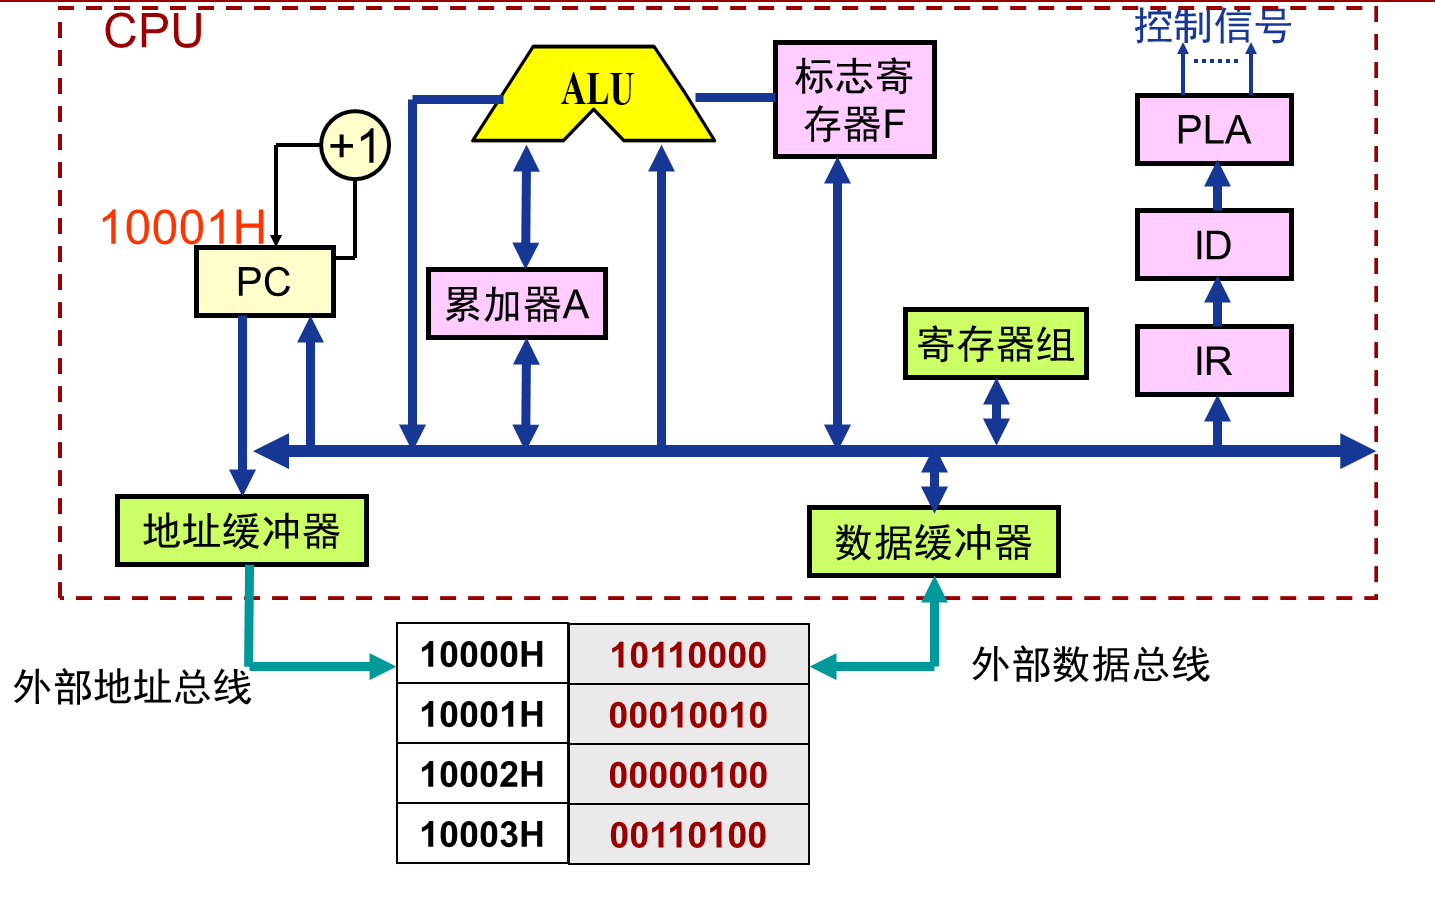 CPU
控制信号
ALU
标志寄
存器F
+1
PLA
10001H
ID
PC
累加器A
寄存器组
IR
地址缓冲器
数据缓冲器
外部地址总线
外部数据总线
10000H 10110000
10001H 00010010
10002H 00000100
10003H 00110100